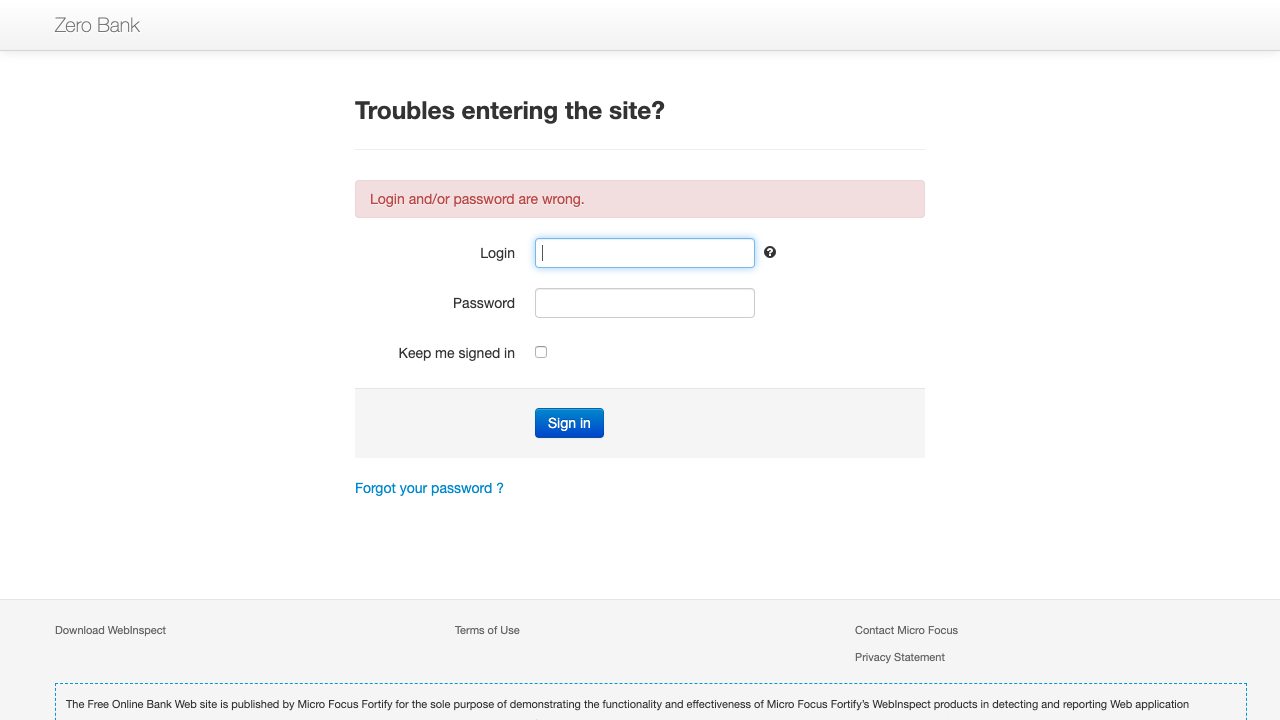 Zero Bank
Troubles entering the site?
Login and/or password are wrong.
Login
Password
Keep me signed in
Sign in
Forgot your password ?
Download WebInspect
Terms of Use
Contact Micro Focus
Privacy Statement
The Free Online Bank Web site is published by Micro Focus Fortify for the sole purpose of demonstrating the functionality and effectiveness of Micro Focus Fortify's WebInspect products in detecting and reporting Web application